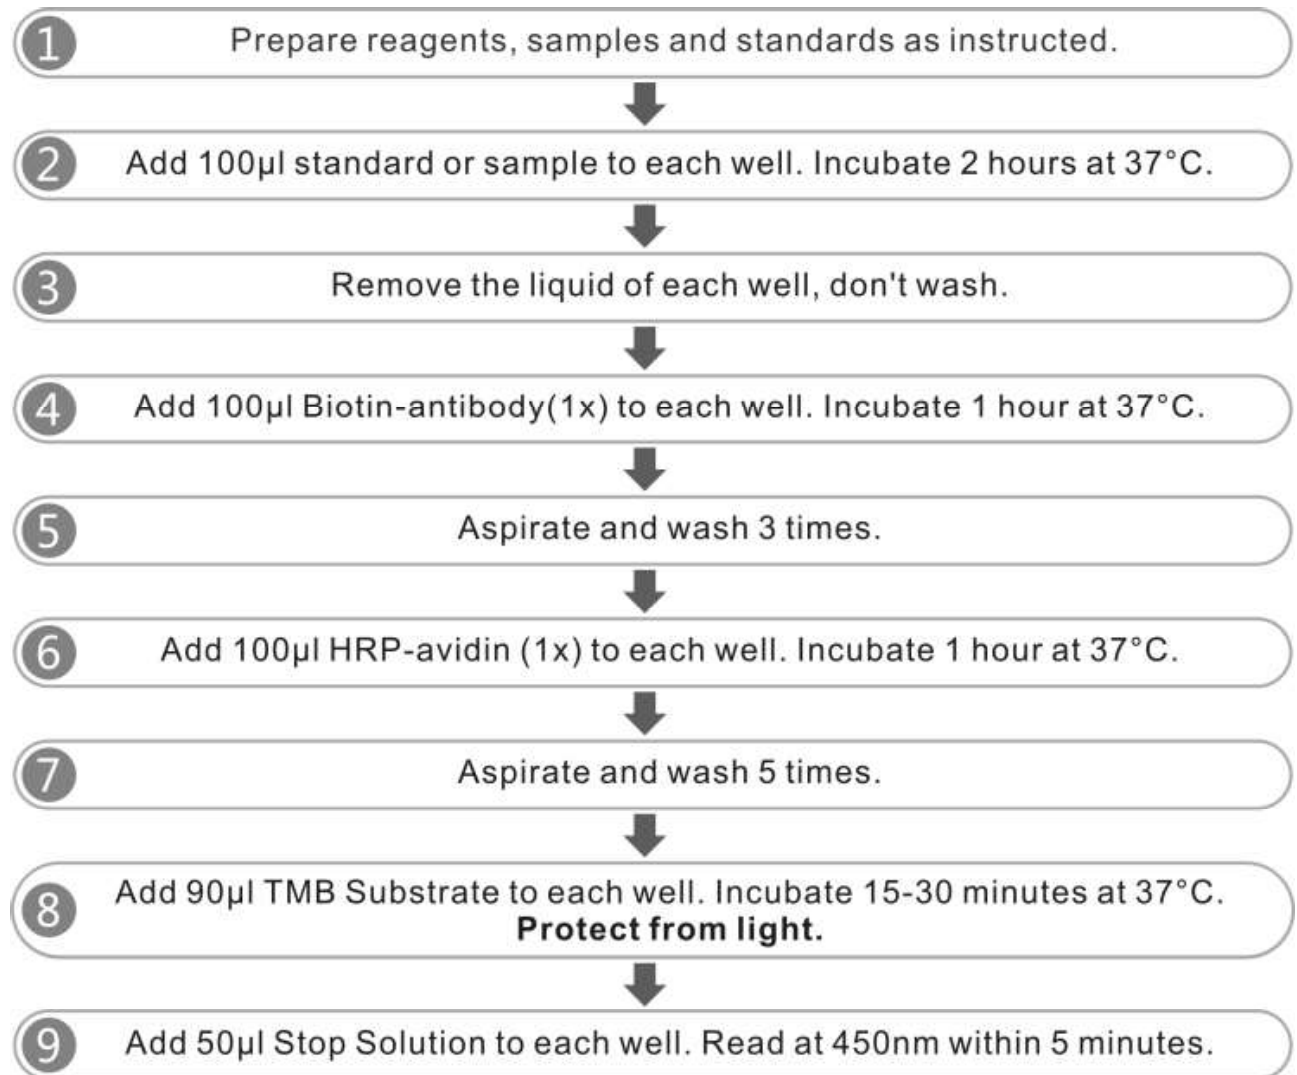 1 Prepare reagents, samples and standards as instructed.
2 Add 100µl standard or sample to each well. Incubate 2 hours at 37°C.
3 Remove the liquid of each well, don't wash.
4 Add 100µl Biotin-antibody(1x) to each well. Incubate 1 hour at 37°C.
5 Aspirate and wash 3 times.
6 Add 100µl HRP-avidin (1x) to each well. Incubate 1 hour at 37°C.
7 Aspirate and wash 5 times.
8 Add 90µl TMB Substrate to each well. Incubate 15-30 minutes at 37°C.
Protect from light.
9 Add 50µl Stop Solution to each well. Read at 450nm within 5 minutes.